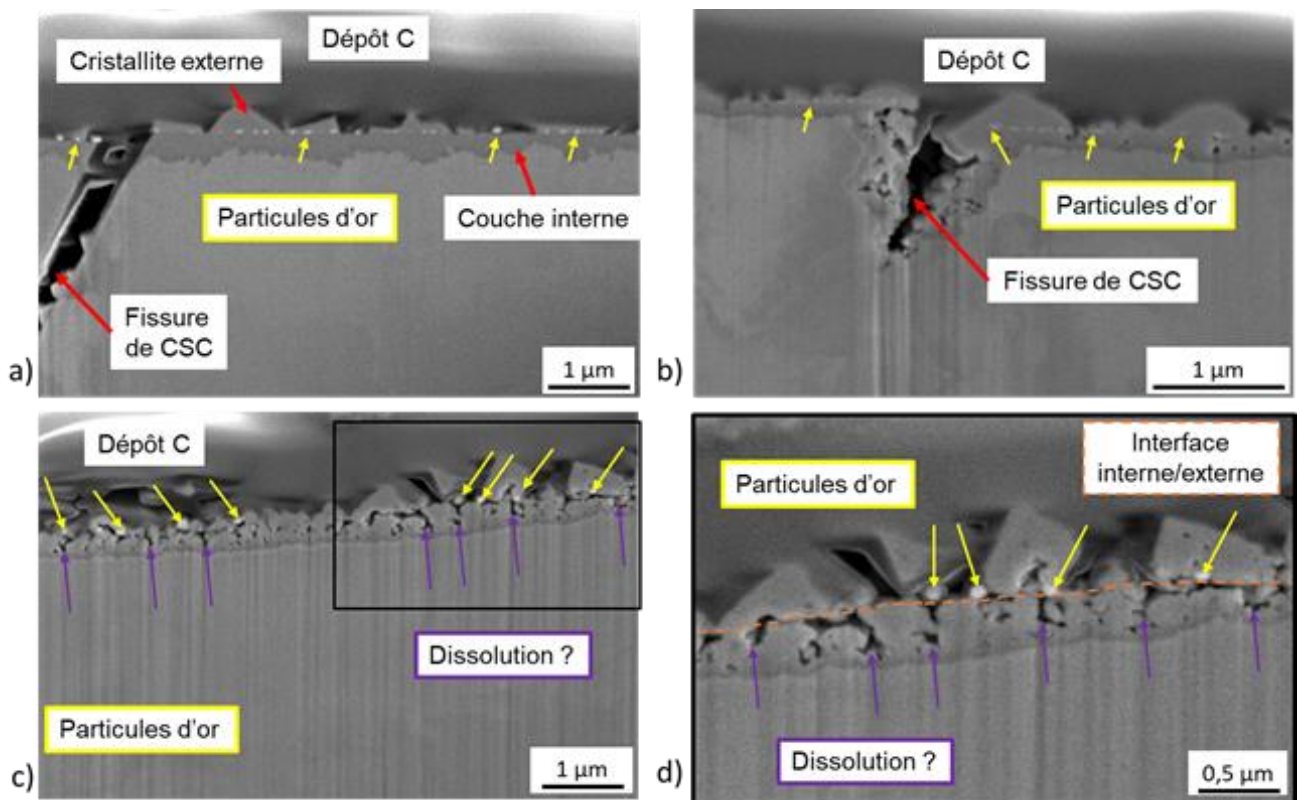 Dépôt C
Cristallite externe
Particules d'or
Couche interne
Fissure
de CSC
1 µm
a)
Dépôt C
Particules d'or
Fissure de CSC
1 µm
b)
Dépôt C
Dissolution ?
Particules d'or
1 µm
c)
Interface
interne/externe
Particules d'or
Dissolution ?
0,5 µm
d)